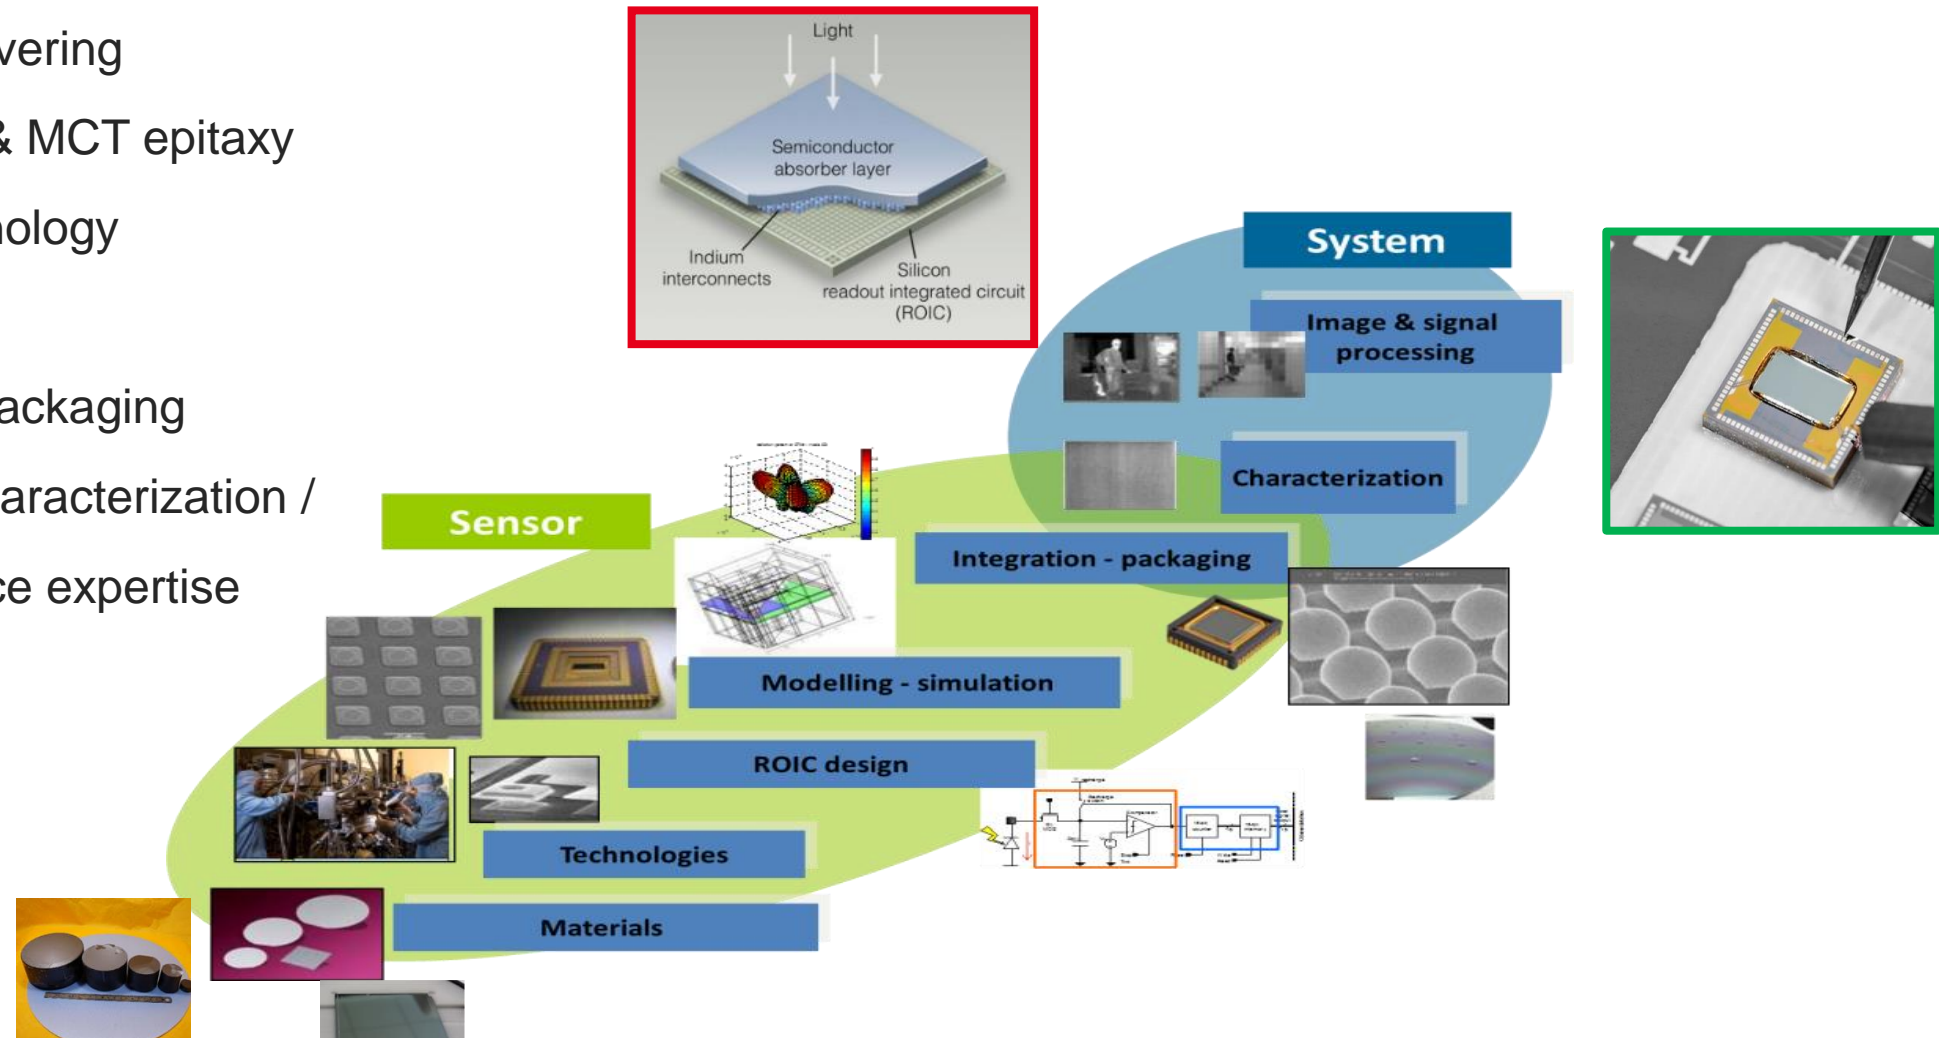 vering
& MCT epitaxy
nology
ackaging
aracterization /
ce expertise
Light
Semiconductor
absorber layer
Indium
interconnects
Silicon
readout integrated circuit
(ROIC)
System
Image & signal
processing
Characterization
Sensor
Integration - packaging
Modelling - simulation
ROIC design
Technologies
Materials